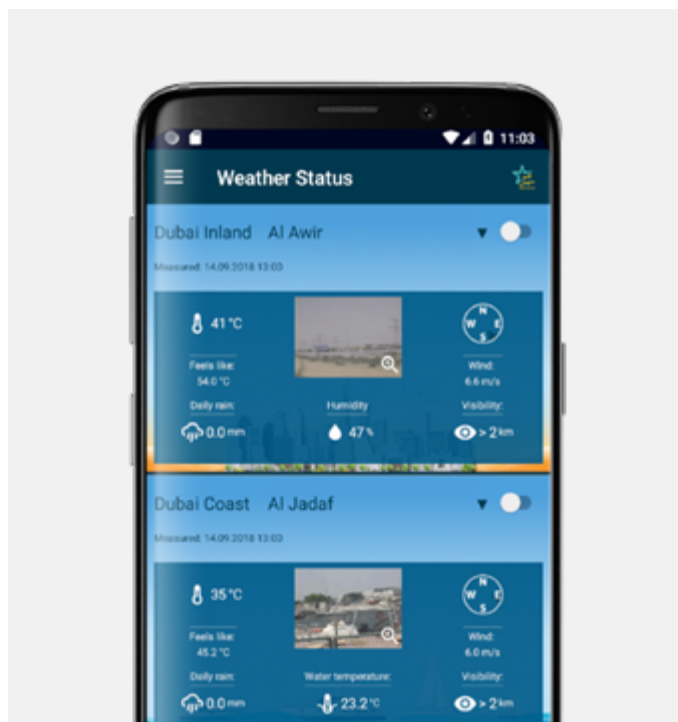 11:03
Weather Status
Dubai Inland Al Awir
Measured: 14.09.2018 13:00
41 °C
N
W E
S
Feels like:
54.0 °C
Wind:
6.6 m/s
Daily rain:
Humidity
Visibility:
0.0 mm
47 %
> 2 km
Dubai Coast Al Jadaf
Measured: 14.09.2018 13:00
35 °C
N
W E
S
Feels like:
45.2 °C
Wind:
6.0 m/s
Daily rain:
Water temperature:
Visibility:
0.0 mm
23.2 °C
> 2 km